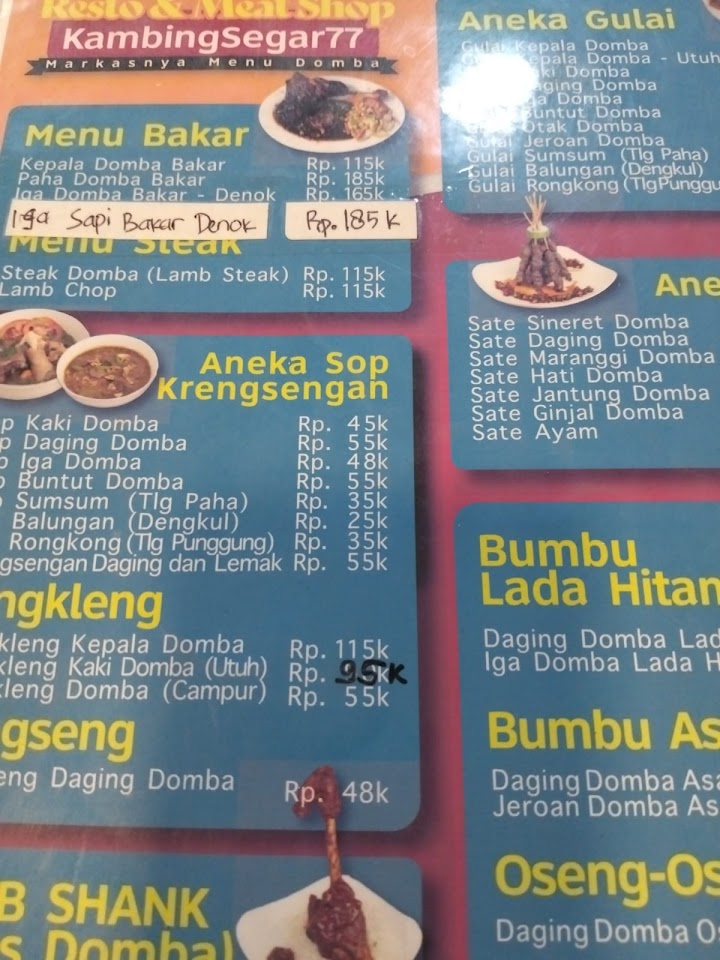 Resto & Meat Shop
KambingSegar77
Markasnya Menu Domba
Menu Bakar
Kepala Domba Bakar Rp. 115k
Paha Domba Bakar Rp. 185k
Iga Domba Bakar - Denok Rp. 165k
Iga Sapi Bakar Denok Rp. 185k
Menu Steak
Steak Domba (Lamb Steak) Rp. 115k
Lamb Chop Rp. 115k
Aneka Sop
Krengsengan
p Kaki Domba Rp. 45k
p Daging Domba Rp. 55k
p Iga Domba Rp. 48k
Buntut Domba Rp. 55k
Sumsum (Tlg Paha) Rp. 35k
Balungan (Dengkul) Rp. 25k
Rongkong (Tlg Punggung) Rp. 35k
gsengan Daging dan Lemak Rp. 55k
ngkleng
kleng Kepala Domba Rp. 115k
kleng Kaki Domba (Utuh) Rp. 95k
kleng Domba (Campur) Rp. 55k
gseng
eng Daging Domba Rp. 48k
B SHANK
s Domba)
Aneka Gulai
Gulai Kepala Domba
Kepala Domba - Utuh
Kaki Domba
Daging Domba
Domba
Buntut Domba
Otak Domba
Gulai Jeroan Domba
Gulai Sumsum (Tlg Paha)
Gulai Balungan (Dengkul)
Gulai Rongkong (Tlg Punggu
Ane
Sate Sineret Domba
Sate Daging Domba
Sate Maranggi Domba
Sate Hati Domba
Sate Jantung Domba
Sate Ginjal Domba
Sate Ayam
Bumbu
Lada Hitam
Daging Domba Lad
Iga Domba Lada H
Bumbu As
Daging Domba Asa
Jeroan Domba As
Oseng-Os
Daging Domba Os